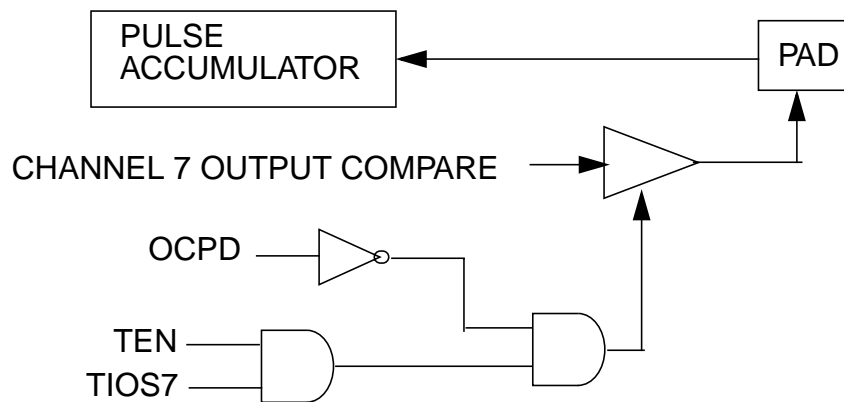 PULSE
ACCUMULATOR
PAD
CHANNEL 7 OUTPUT COMPARE
OCPD
TEN
TIOS7